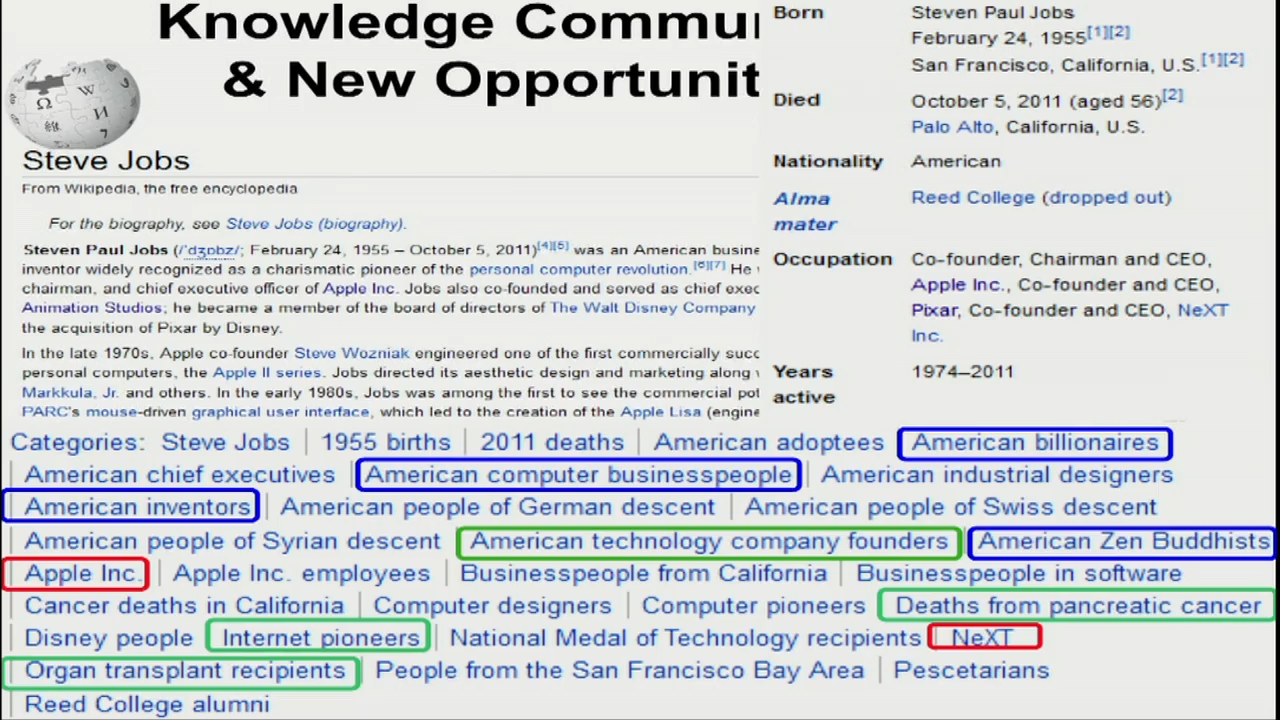 Knowledge Commun
& New Opportunit
Steve Jobs
From Wikipedia, the free encyclopedia
For the biography, see Steve Jobs (biography).
Steven Paul Jobs (/ˈdʒɒbz/; February 24, 1955 – October 5, 2011)[4][5] was an American busine
inventor widely recognized as a charismatic pioneer of the personal computer revolution.[6][7] He
chairman, and chief executive officer of Apple Inc. Jobs also co-founded and served as chief exec
Animation Studios; he became a member of the board of directors of The Walt Disney Company
the acquisition of Pixar by Disney.
In the late 1970s, Apple co-founder Steve Wozniak engineered one of the first commercially succ
personal computers, the Apple II series. Jobs directed its aesthetic design and marketing along
Markkula, Jr. and others. In the early 1980s, Jobs was among the first to see the commercial pot
PARC's mouse-driven graphical user interface, which led to the creation of the Apple Lisa (engine
Born Steven Paul Jobs
February 24, 1955[1][2]
San Francisco, California, U.S.[1][2]
Died October 5, 2011 (aged 56)[2]
Palo Alto, California, U.S.
Nationality American
Alma Reed College (dropped out)
mater
Occupation Co-founder, Chairman and CEO,
Apple Inc., Co-founder and CEO,
Pixar, Co-founder and CEO, NeXT
Inc.
Years 1974–2011
active
Categories: Steve Jobs | 1955 births | 2011 deaths | American adoptees | American billionaires
| American chief executives | American computer businesspeople | American industrial designers
| American inventors | American people of German descent | American people of Swiss descent
| American people of Syrian descent | American technology company founders | American Zen Buddhists
| Apple Inc. | Apple Inc. employees | Businesspeople from California | Businesspeople in software
| Cancer deaths in California | Computer designers | Computer pioneers | Deaths from pancreatic cancer
| Disney people | Internet pioneers | National Medal of Technology recipients | NeXT
| Organ transplant recipients | People from the San Francisco Bay Area | Pescetarians
| Reed College alumni